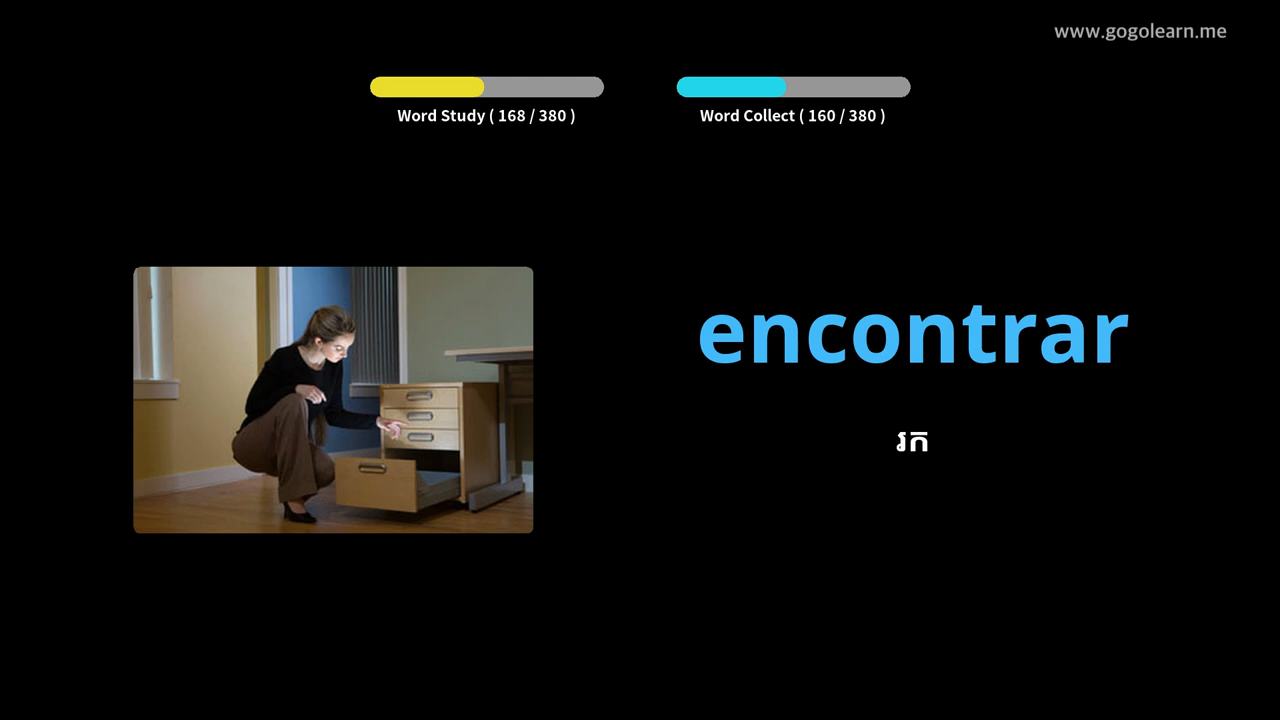 www.gogolearn.me
Word Study ( 168 / 380 )
Word Collect ( 160 / 380 )
encontrar
រក